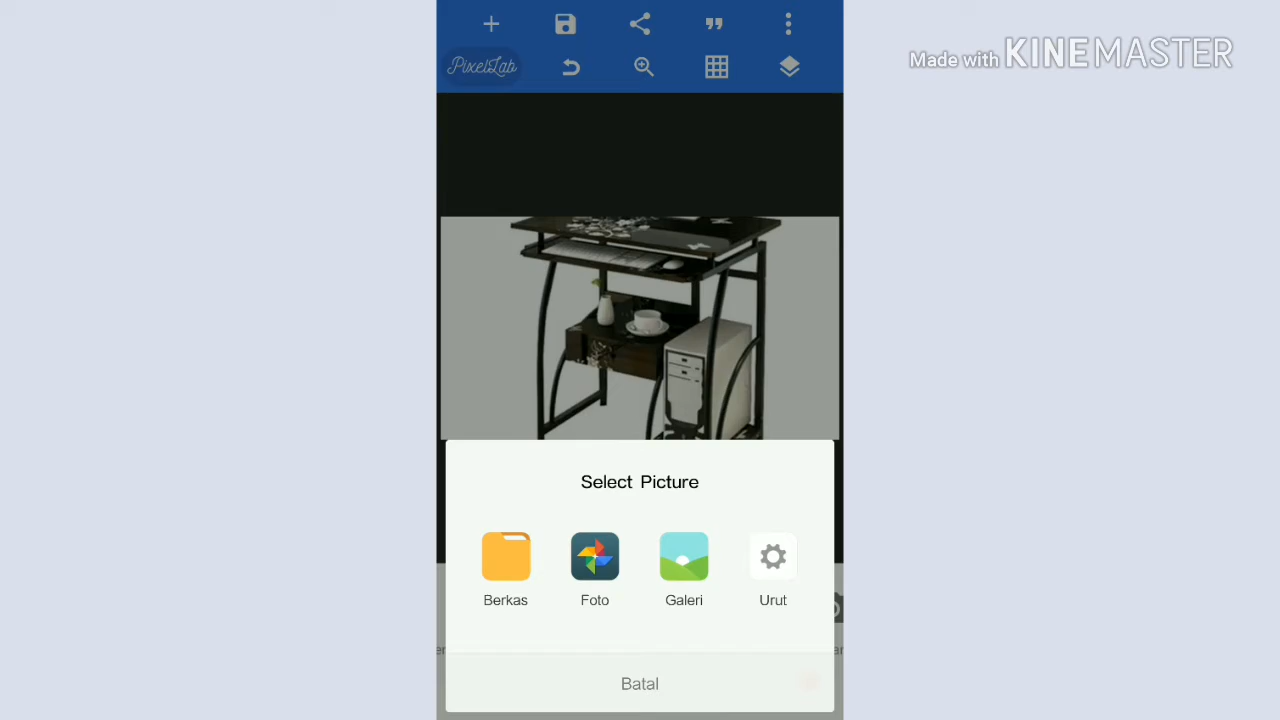 Made with KINEMASTER
PixelLab
Select Picture
Berkas
Foto
Galeri
Urut
Batal